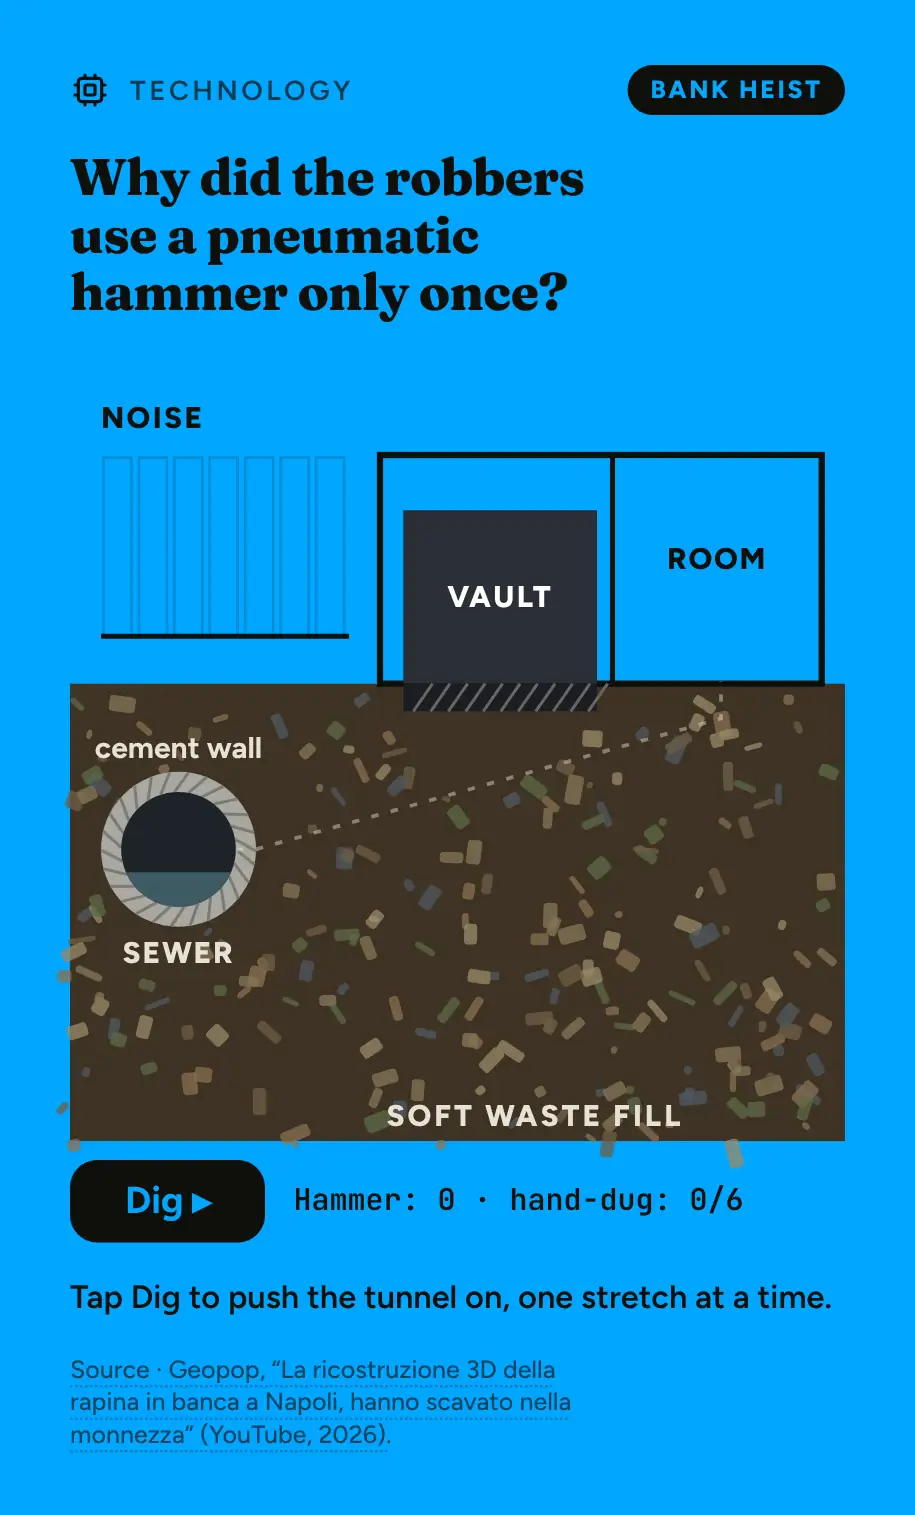 TECHNOLOGY
BANK HEIST
Why did the robbers
use a pneumatic
hammer only once?
NOISE
VAULT
ROOM
cement wall
SEWER
SOFT WASTE FILL
Dig ▶
Hammer: 0 · hand-dug: 0/6
Tap Dig to push the tunnel on, one stretch at a time.
Source · Geopop, “La ricostruzione 3D della
rapina in banca a Napoli, hanno scavato nella
monnezza” (YouTube, 2026).